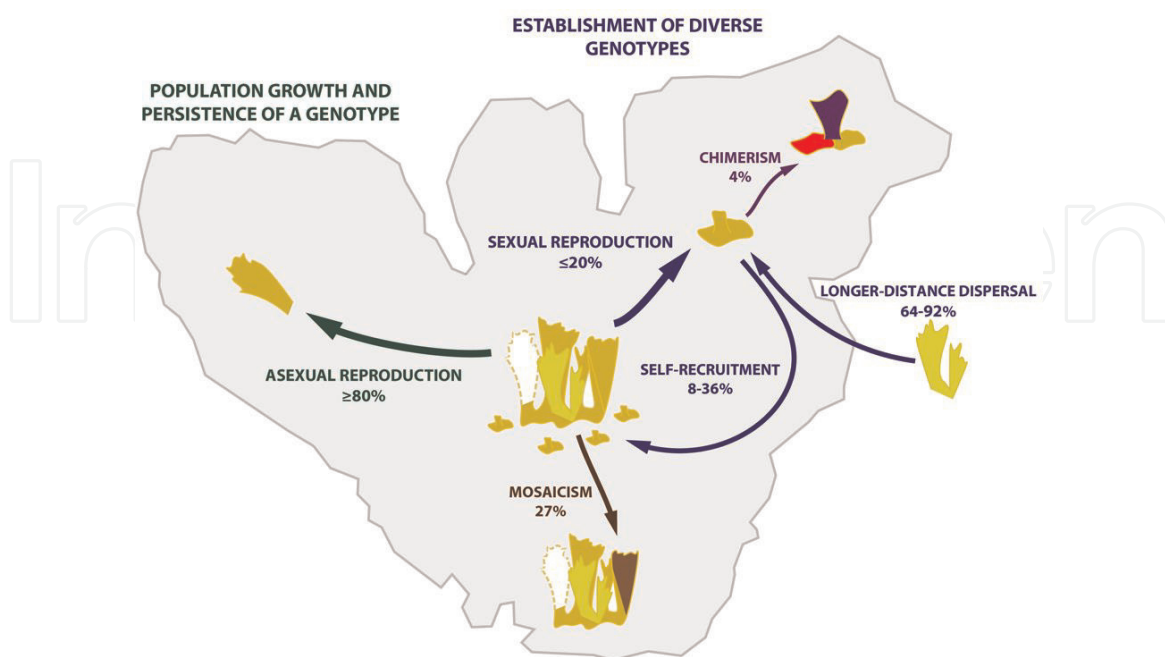 ESTABLISHMENT OF DIVERSE
GENOTYPES
POPULATION GROWTH AND
PERSISTENCE OF A GENOTYPE
CHIMERISM
4%
SEXUAL REPRODUCTION
≤20%
LONGER-DISTANCE DISPERSAL
64-92%
ASEXUAL REPRODUCTION
≥80%
SELF-RECRUITMENT
8-36%
MOSAICISM
27%